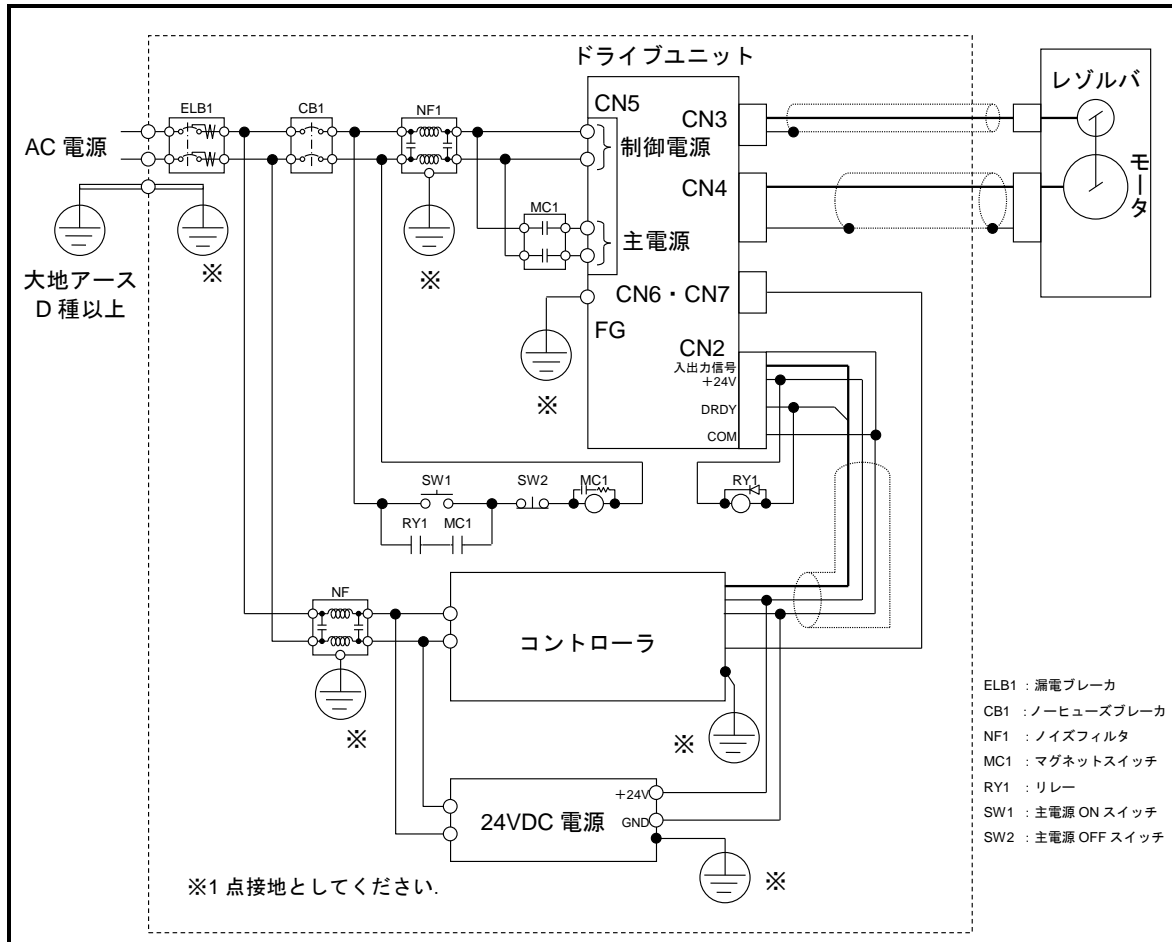 ドライブユニット
ELB1
CB1
NF1
CN5
CN3
レゾルバ
AC 電源
制御電源
CN4
モータ
MC1
主電源
※
※
大地アース
D 種以上
CN6・CN7
FG
CN2
入出力信号
+24V
DRDY
COM
※
SW1
SW2
MC1
RY1
RY1
MC1
NF
コントローラ
※
※
ELB1 : 漏電ブレーカ
CB1 : ノーヒューズブレーカ
NF1 : ノイズフィルタ
MC1 : マグネットスイッチ
RY1 : リレー
SW1 : 主電源 ON スイッチ
SW2 : 主電源 OFF スイッチ
24VDC 電源
+24V
GND
※
※1 点接地としてください.